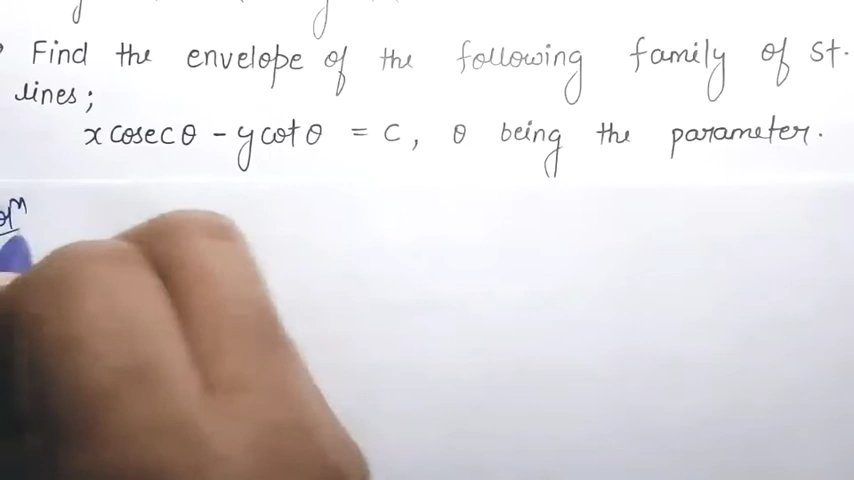 Find the envelope of the following family of st.
lines;
x cosec θ - y cot θ = c, θ being the parameter.